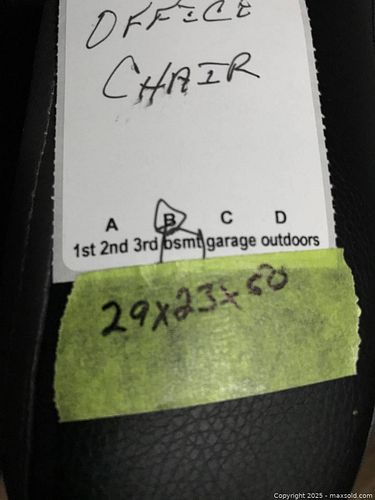 OFFICE
CHAIR
A B C D
1st 2nd 3rd bsmt garage outdoors
29x23x50
Copyright 2025 - maxsold.com